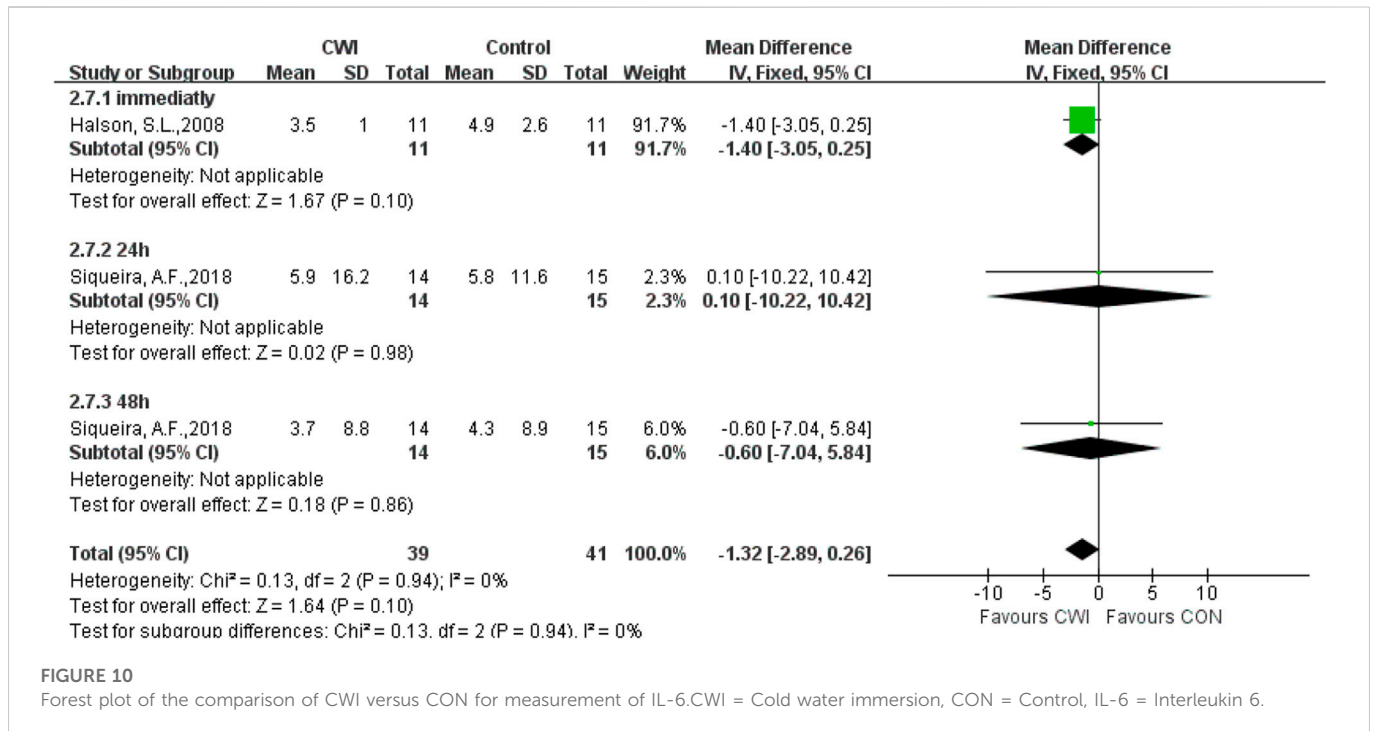 CWI Control Mean Difference Mean Difference
Study or Subgroup Mean SD Total Mean SD Total Weight IV, Fixed, 95% CI IV, Fixed, 95% CI
2.7.1 immediatly
Halson, S.L.,2008 3.5 1 11 4.9 2.6 11 91.7% -1.40 [-3.05, 0.25]
Subtotal (95% CI) 11 11 91.7% -1.40 [-3.05, 0.25]
Heterogeneity: Not applicable
Test for overall effect: Z = 1.67 (P = 0.10)
2.7.2 24h
Siqueira, A.F.,2018 5.9 16.2 14 5.8 11.6 15 2.3% 0.10 [-10.22, 10.42]
Subtotal (95% CI) 14 15 2.3% 0.10 [-10.22, 10.42]
Heterogeneity: Not applicable
Test for overall effect: Z = 0.02 (P = 0.98)
2.7.3 48h
Siqueira, A.F.,2018 3.7 8.8 14 4.3 8.9 15 6.0% -0.60 [-7.04, 5.84]
Subtotal (95% CI) 14 15 6.0% -0.60 [-7.04, 5.84]
Heterogeneity: Not applicable
Test for overall effect: Z = 0.18 (P = 0.86)
Total (95% CI) 39 41 100.0% -1.32 [-2.89, 0.26]
Heterogeneity: Chi² = 0.13, df = 2 (P = 0.94); I² = 0%
Test for overall effect: Z = 1.64 (P = 0.10)
Test for subgroup differences: Chi² = 0.13, df = 2 (P = 0.94), I² = 0%
-10 -5 0 5 10
Favours CWI Favours CON
FIGURE 10
Forest plot of the comparison of CWI versus CON for measurement of IL-6.CWI = Cold water immersion, CON = Control, IL-6 = Interleukin 6.